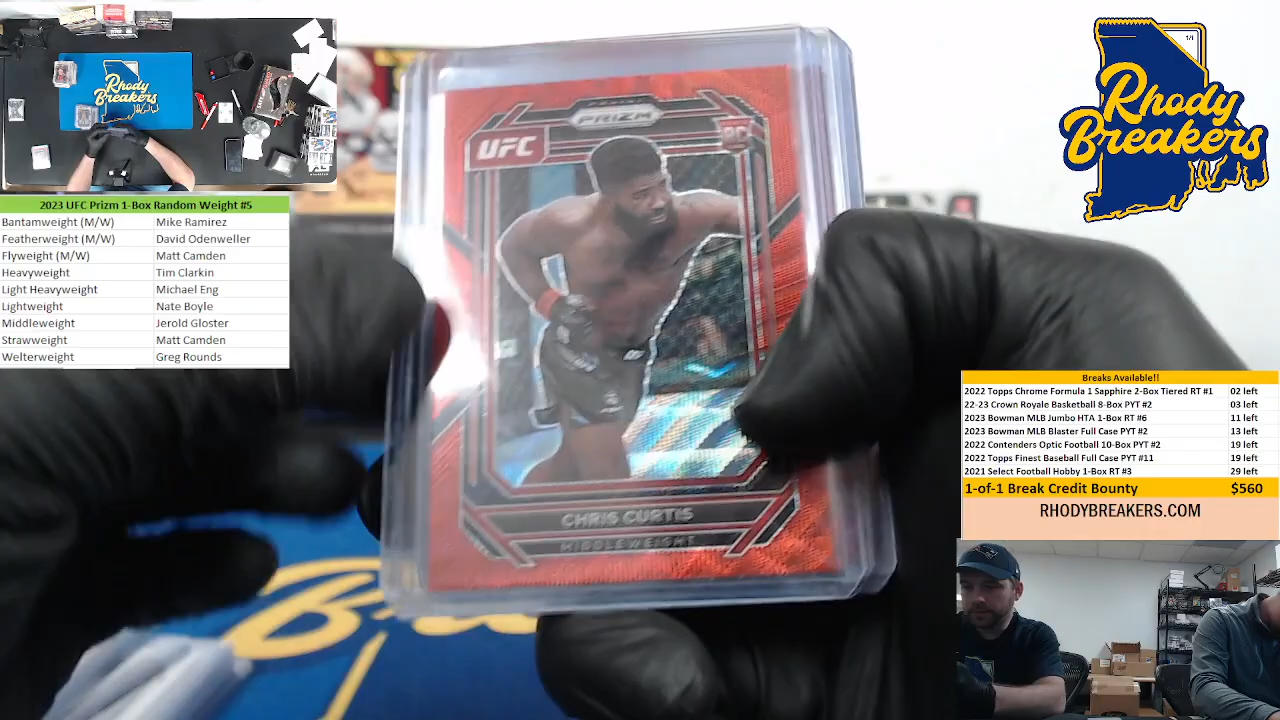 Rhody
Breakers
2023 UFC Prizm 1-Box Random Weight #5
Bantamweight (M/W) Mike Ramirez
Featherweight (M/W) David Odenweller
Flyweight (M/W) Matt Camden
Heavyweight Tim Clarkin
Light Heavyweight Michael Eng
Lightweight Nate Boyle
Middleweight Jerold Gloster
Strawweight Matt Camden
Welterweight Greg Rounds
PRIZM
UFC
RC
CHRIS CURTIS
MIDDLEWEIGHT
1/1
Rhody
Breakers
Breaks Available!!
2022 Topps Chrome Formula 1 Sapphire 2-Box Tiered RT #1 02 left
22-23 Crown Royale Basketball 8-Box PYT #2 03 left
2023 Bowman MLB Jumbo HTA 1-Box RT #6 11 left
2023 Bowman MLB Blaster Full Case PYT #2 13 left
2022 Contenders Optic Football 10-Box PYT #2 19 left
2022 Topps Finest Baseball Full Case PYT #11 19 left
2021 Select Football Hobby 1-Box RT #3 29 left
1-of-1 Break Credit Bounty $560
RHODYBREAKERS.COM